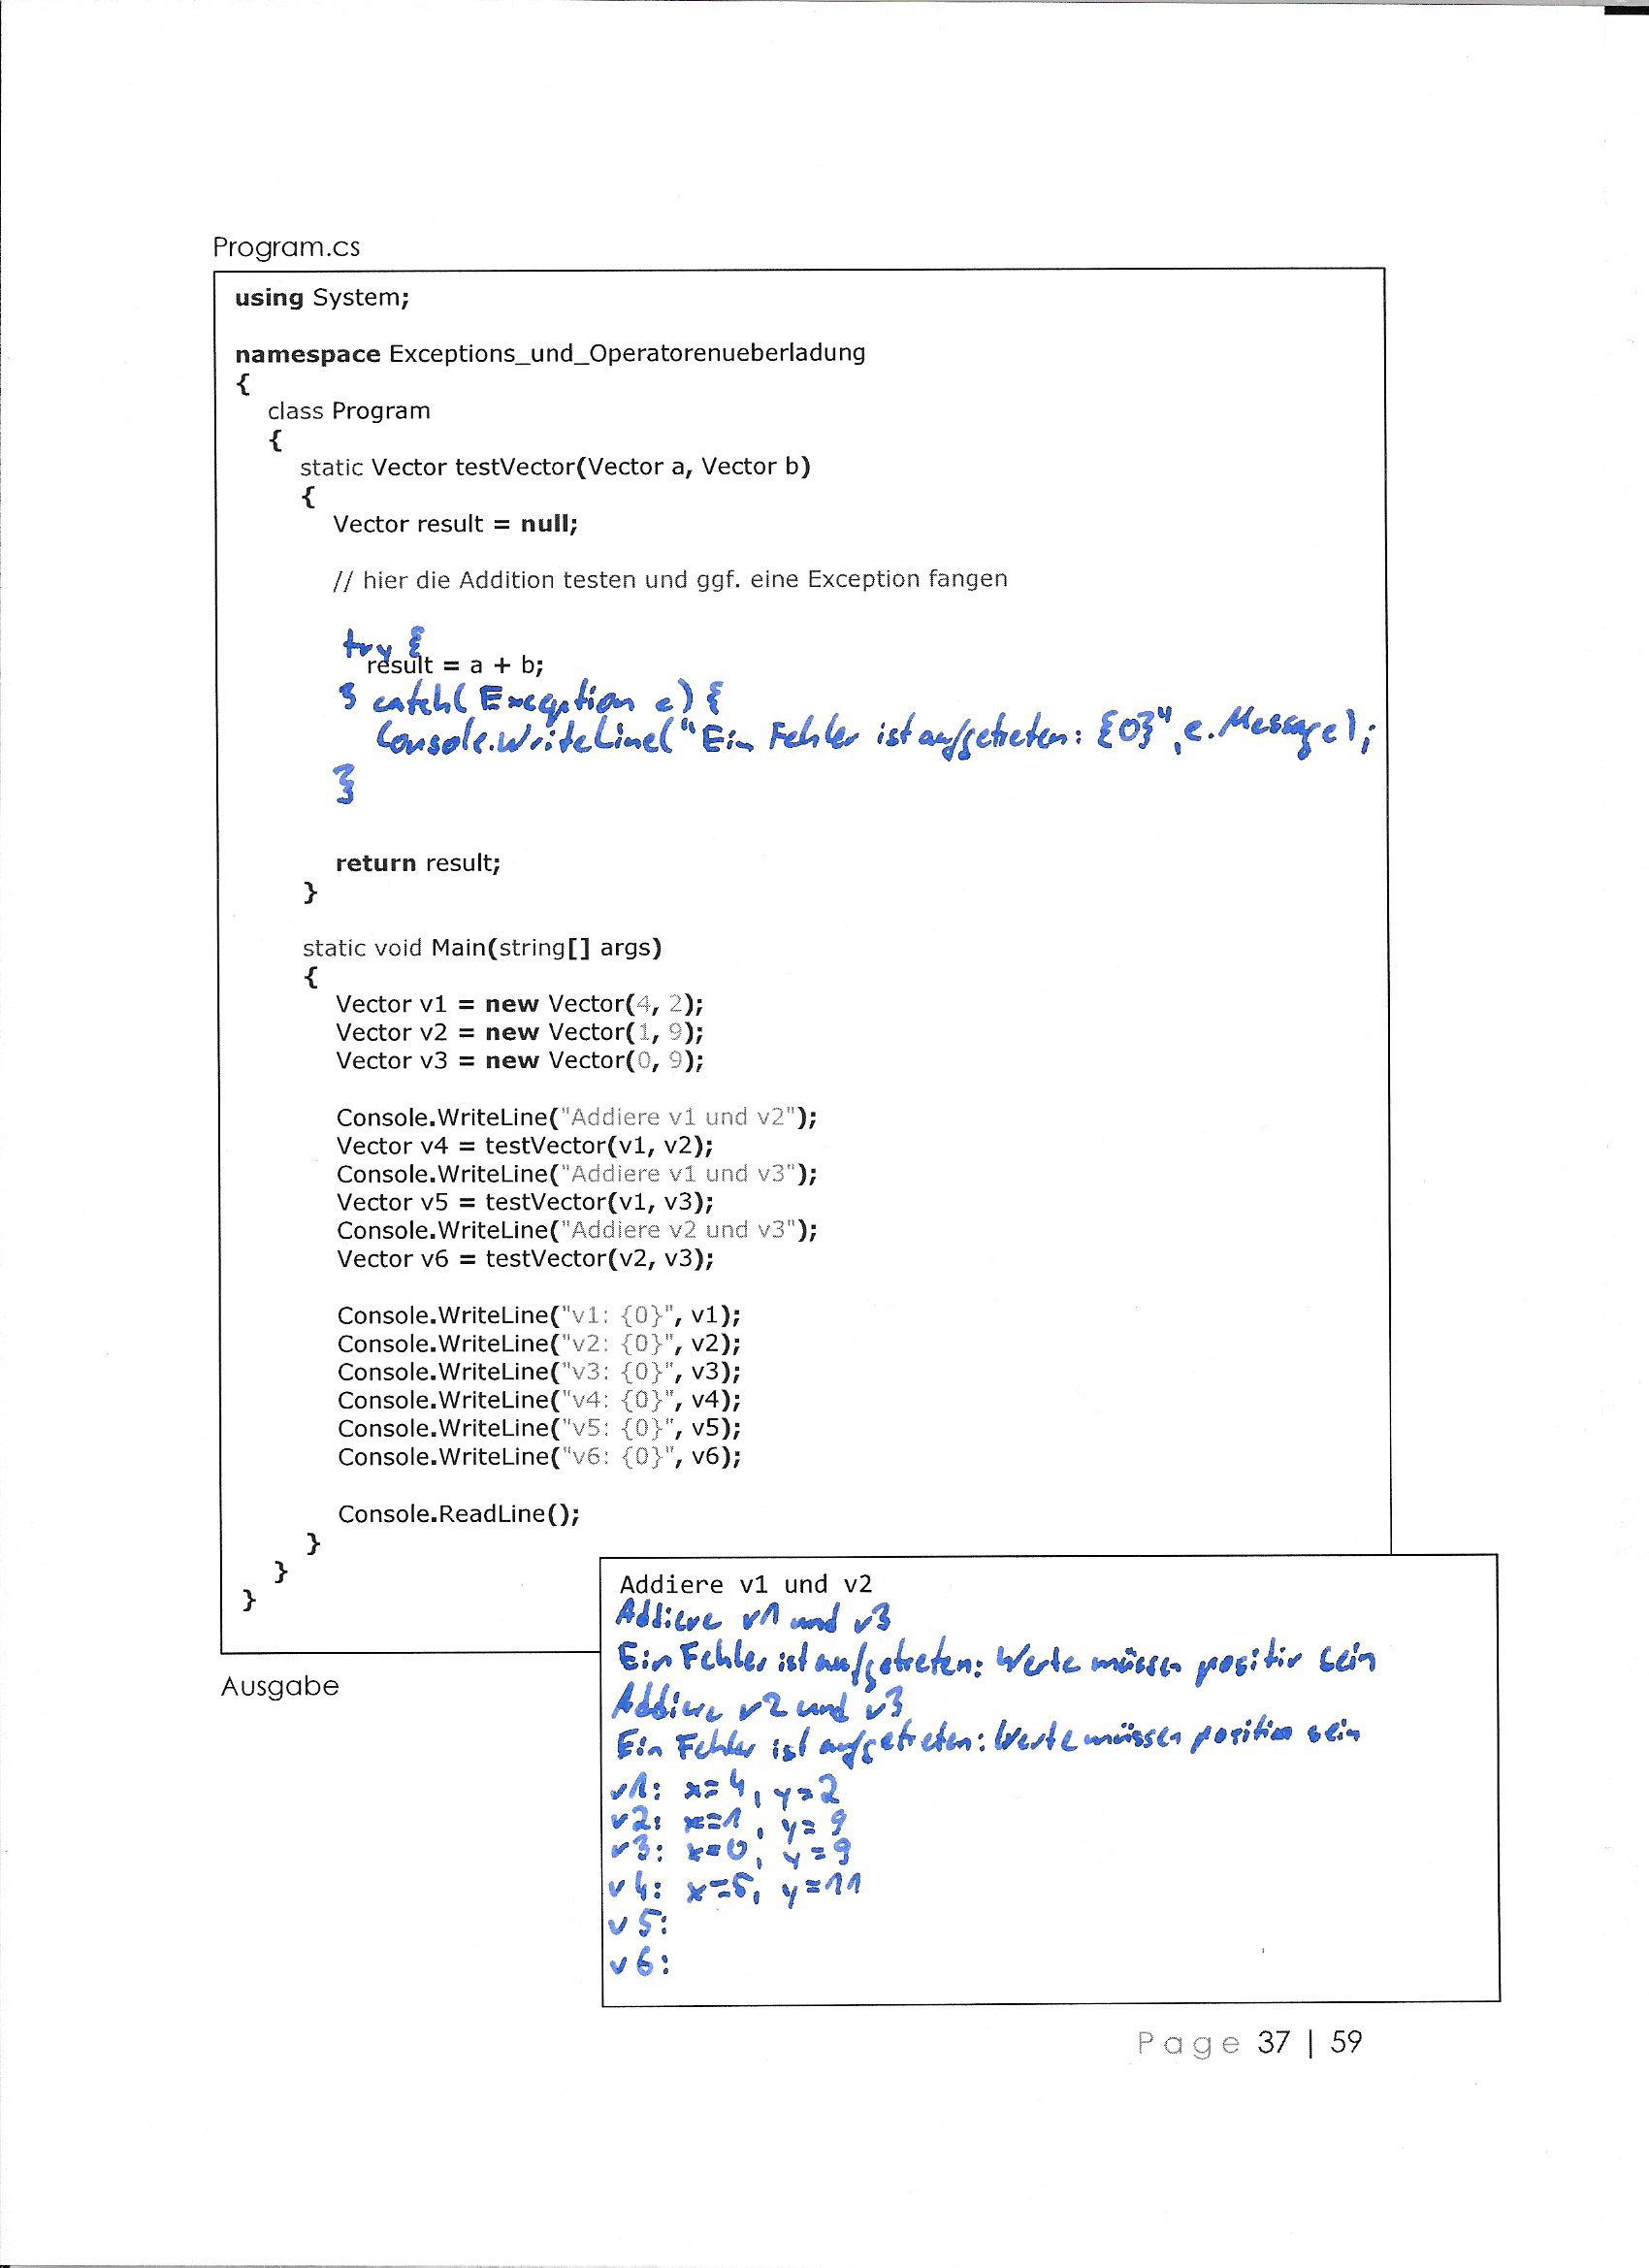 Program.cs
using System;
namespace Exceptions_und_Operatorenueberladung
{
class Program
{
static Vector testVector(Vector a, Vector b)
{
Vector result = null;
// hier die Addition testen und ggf. eine Exception fangen
try {
result = a + b;
} catch( Exception e) {
Console.WriteLine("Ein Fehler ist aufgetreten: {0}", e.Message);
}
return result;
}
static void Main(string[] args)
{
Vector v1 = new Vector(4, 2);
Vector v2 = new Vector(1, 9);
Vector v3 = new Vector(0, 9);
Console.WriteLine("Addiere v1 und v2");
Vector v4 = testVector(v1, v2);
Console.WriteLine("Addiere v1 und v3");
Vector v5 = testVector(v1, v3);
Console.WriteLine("Addiere v2 und v3");
Vector v6 = testVector(v2, v3);
Console.WriteLine("v1: {0}", v1);
Console.WriteLine("v2: {0}", v2);
Console.WriteLine("v3: {0}", v3);
Console.WriteLine("v4: {0}", v4);
Console.WriteLine("v5: {0}", v5);
Console.WriteLine("v6: {0}", v6);
Console.ReadLine();
}
}
}
Ausgabe
Addiere v1 und v2
Addiere v1 und v3
Ein Fehler ist aufgetreten: Werte müssen positiv sein
Addiere v2 und v3
Ein Fehler ist aufgetreten: Werte müssen positiv sein
v1: x=4, y=2
v2: x=1, y=9
v3: x=0, y=9
v4: x=5, y=11
v5:
v6:
Page 37 | 59